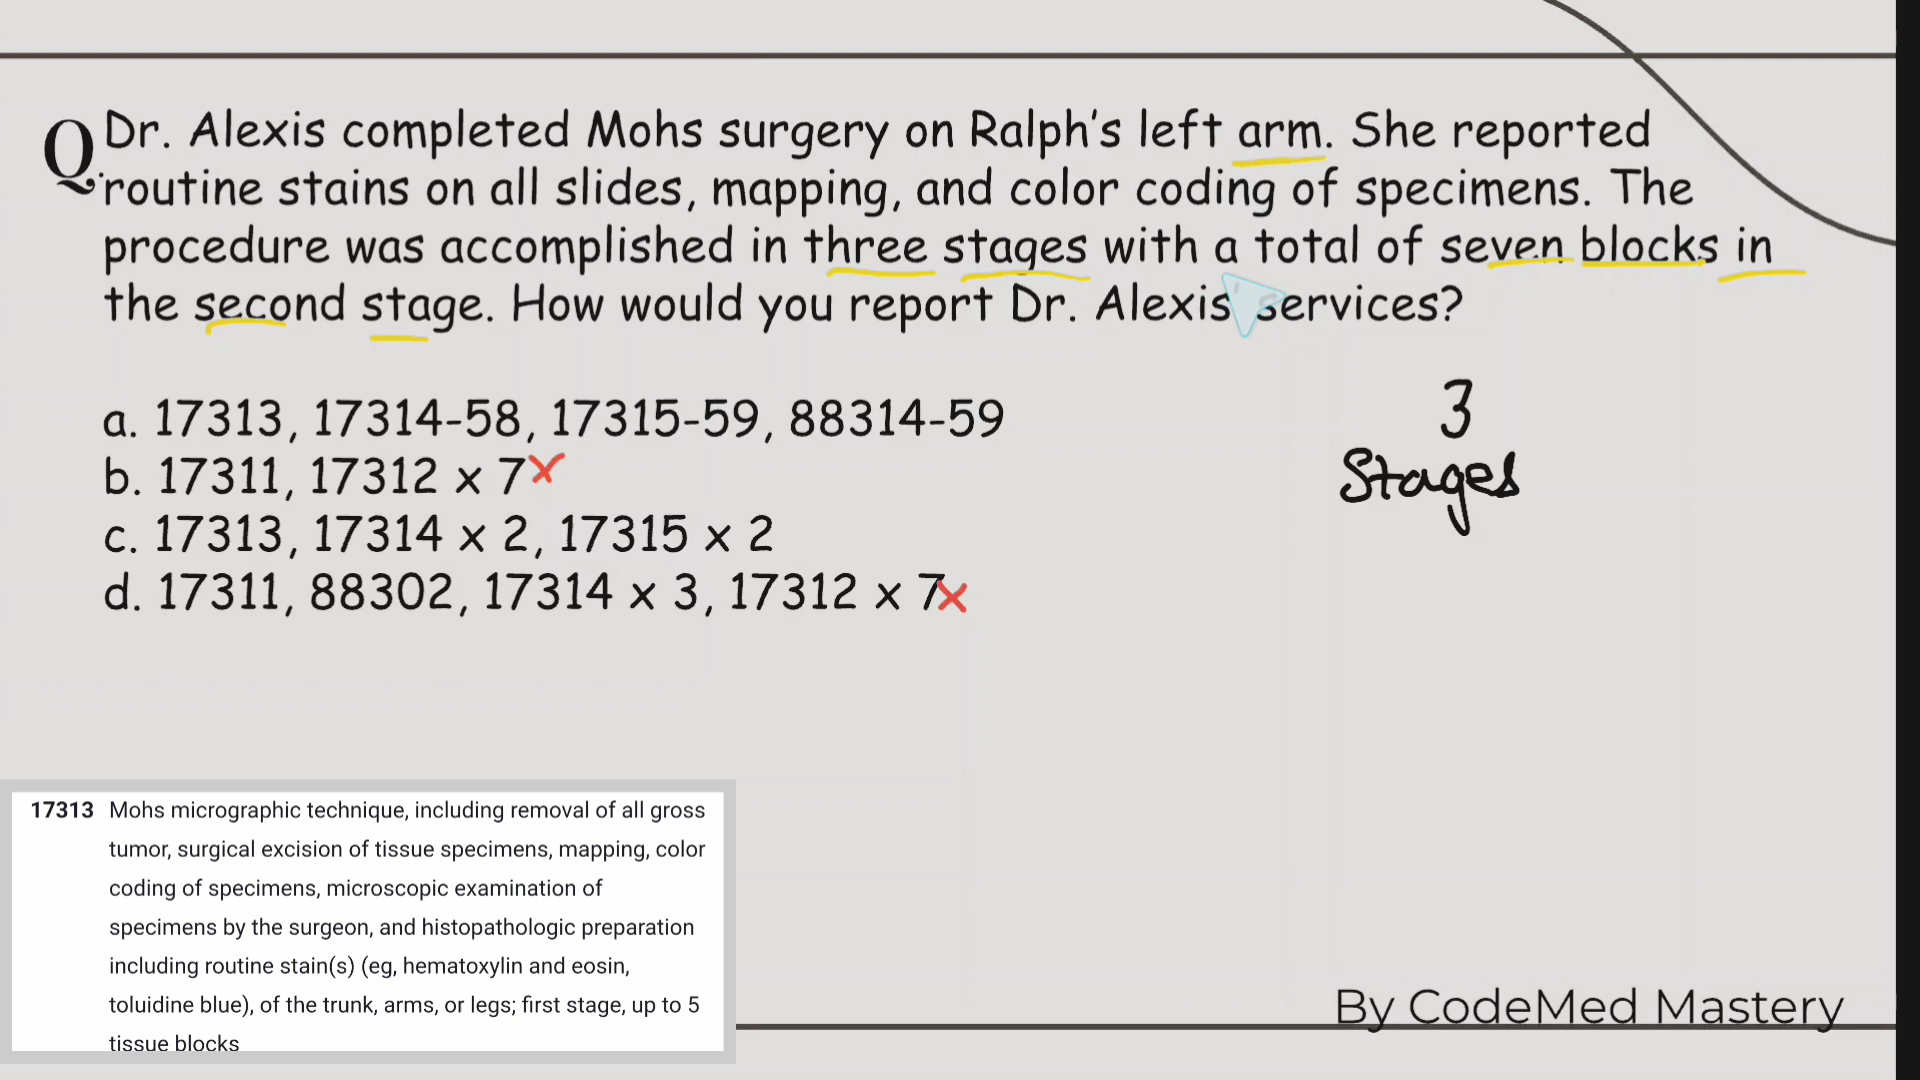 Q. Dr. Alexis completed Mohs surgery on Ralph's left arm. She reported
routine stains on all slides, mapping, and color coding of specimens. The
procedure was accomplished in three stages with a total of seven blocks in
the second stage. How would you report Dr. Alexis' services?
a. 17313, 17314-58, 17315-59, 88314-59
b. 17311, 17312 x 7
c. 17313, 17314 x 2, 17315 x 2
d. 17311, 88302, 17314 x 3, 17312 x 7
3
Stages
17313 Mohs micrographic technique, including removal of all gross
tumor, surgical excision of tissue specimens, mapping, color
coding of specimens, microscopic examination of
specimens by the surgeon, and histopathologic preparation
including routine stain(s) (eg, hematoxylin and eosin,
toluidine blue), of the trunk, arms, or legs; first stage, up to 5
tissue blocks
By CodeMed Mastery